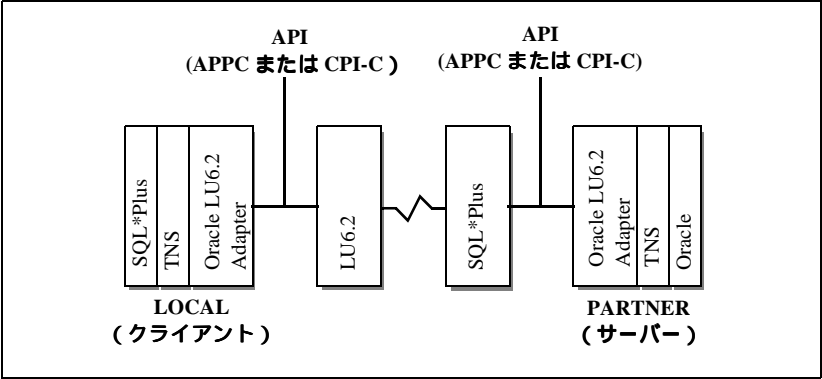 API
(APPC または CPI-C )
API
(APPC または CPI-C)
SQL*Plus
TNS
Oracle LU6.2
Adapter
LU6.2
SQL*Plus
Oracle LU6.2
Adapter
TNS
Oracle
LOCAL
( クライアント )
PARTNER
( サーバー )